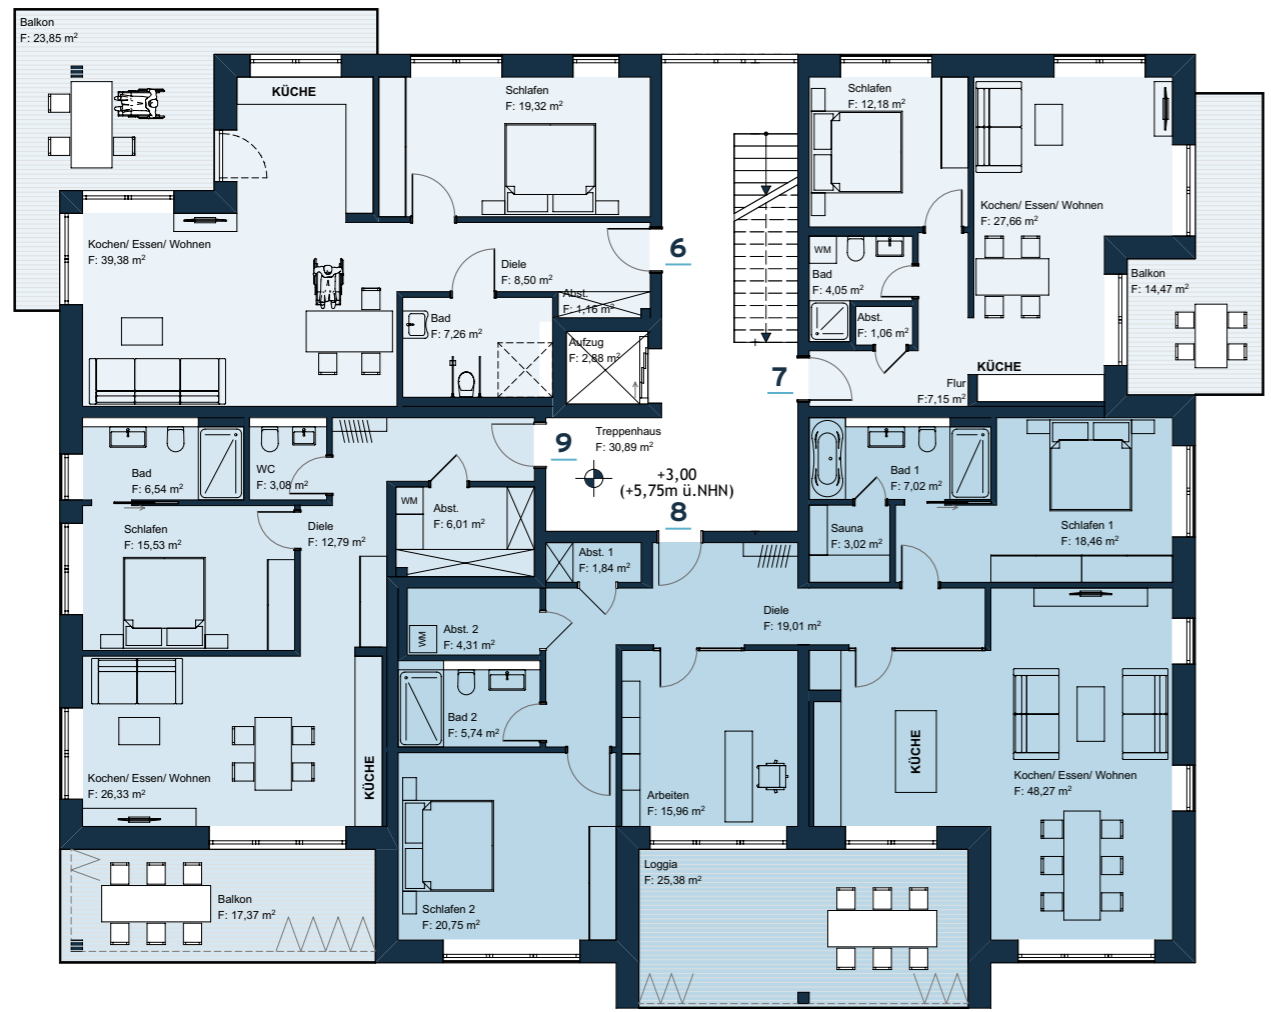 Balkon
F: 23,85 m²
KÜCHE
Schlafen
F: 19,32 m²
Schlafen
F: 12,18 m²
Kochen/ Essen/ Wohnen
F: 27,66 m²
Kochen/ Essen/ Wohnen
F: 39,38 m²
6
Diele
F: 8,50 m²
Abst.
F: 1,16 m²
WM
Bad
F: 4,05 m²
Balkon
F: 14,47 m²
Bad
F: 7,26 m²
Abst.
F: 1,06 m²
Aufzug
F: 2,88 m²
7
KÜCHE
Flur
F:7,15 m²
9
Treppenhaus
F: 30,89 m²
+3,00
(+5,75m ü.NHN)
8
Bad
F: 6,54 m²
WC
F: 3,08 m²
Bad 1
F: 7,02 m²
WM
Abst.
F: 6,01 m²
Schlafen
F: 15,53 m²
Diele
F: 12,79 m²
Sauna
F: 3,02 m²
Schlafen 1
F: 18,46 m²
Abst. 1
F: 1,84 m²
Diele
F: 19,01 m²
WM
Abst. 2
F: 4,31 m²
Bad 2
F: 5,74 m²
Kochen/ Essen/ Wohnen
F: 26,33 m²
KÜCHE
Arbeiten
F: 15,96 m²
KÜCHE
Kochen/ Essen/ Wohnen
F: 48,27 m²
Loggia
F: 25,38 m²
Balkon
F: 17,37 m²
Schlafen 2
F: 20,75 m²